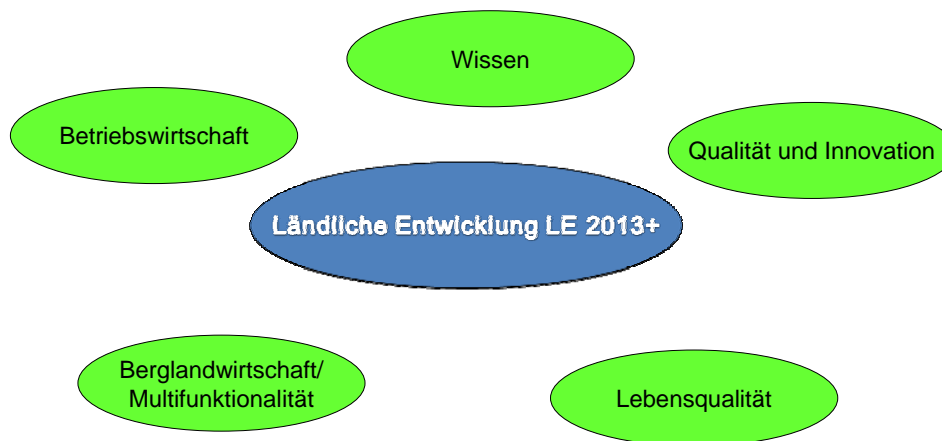 Wissen
Betriebswirtschaft
Qualität und Innovation
Ländliche Entwicklung LE 2013+
Berglandwirtschaft/
Multifunktionalität
Lebensqualität